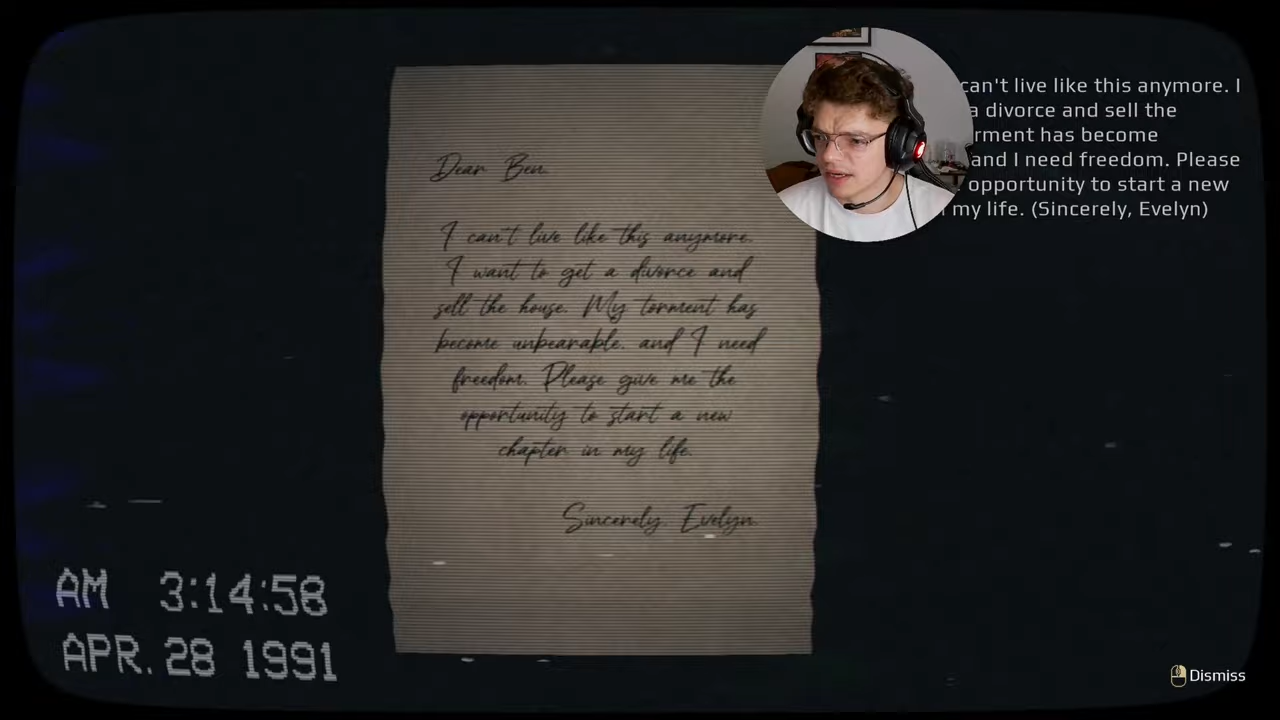 Dear Ben,
I can't live like this anymore.
I want to get a divorce and
sell the house. My torment has
become unbearable, and I need
freedom. Please give me the
opportunity to start a new
chapter in my life.
Sincerely, Evelyn.
can't live like this anymore. I
a divorce and sell the
rment has become
and I need freedom. Please
opportunity to start a new
my life. (Sincerely, Evelyn)
AM 3:14:58
APR. 28 1991
Dismiss